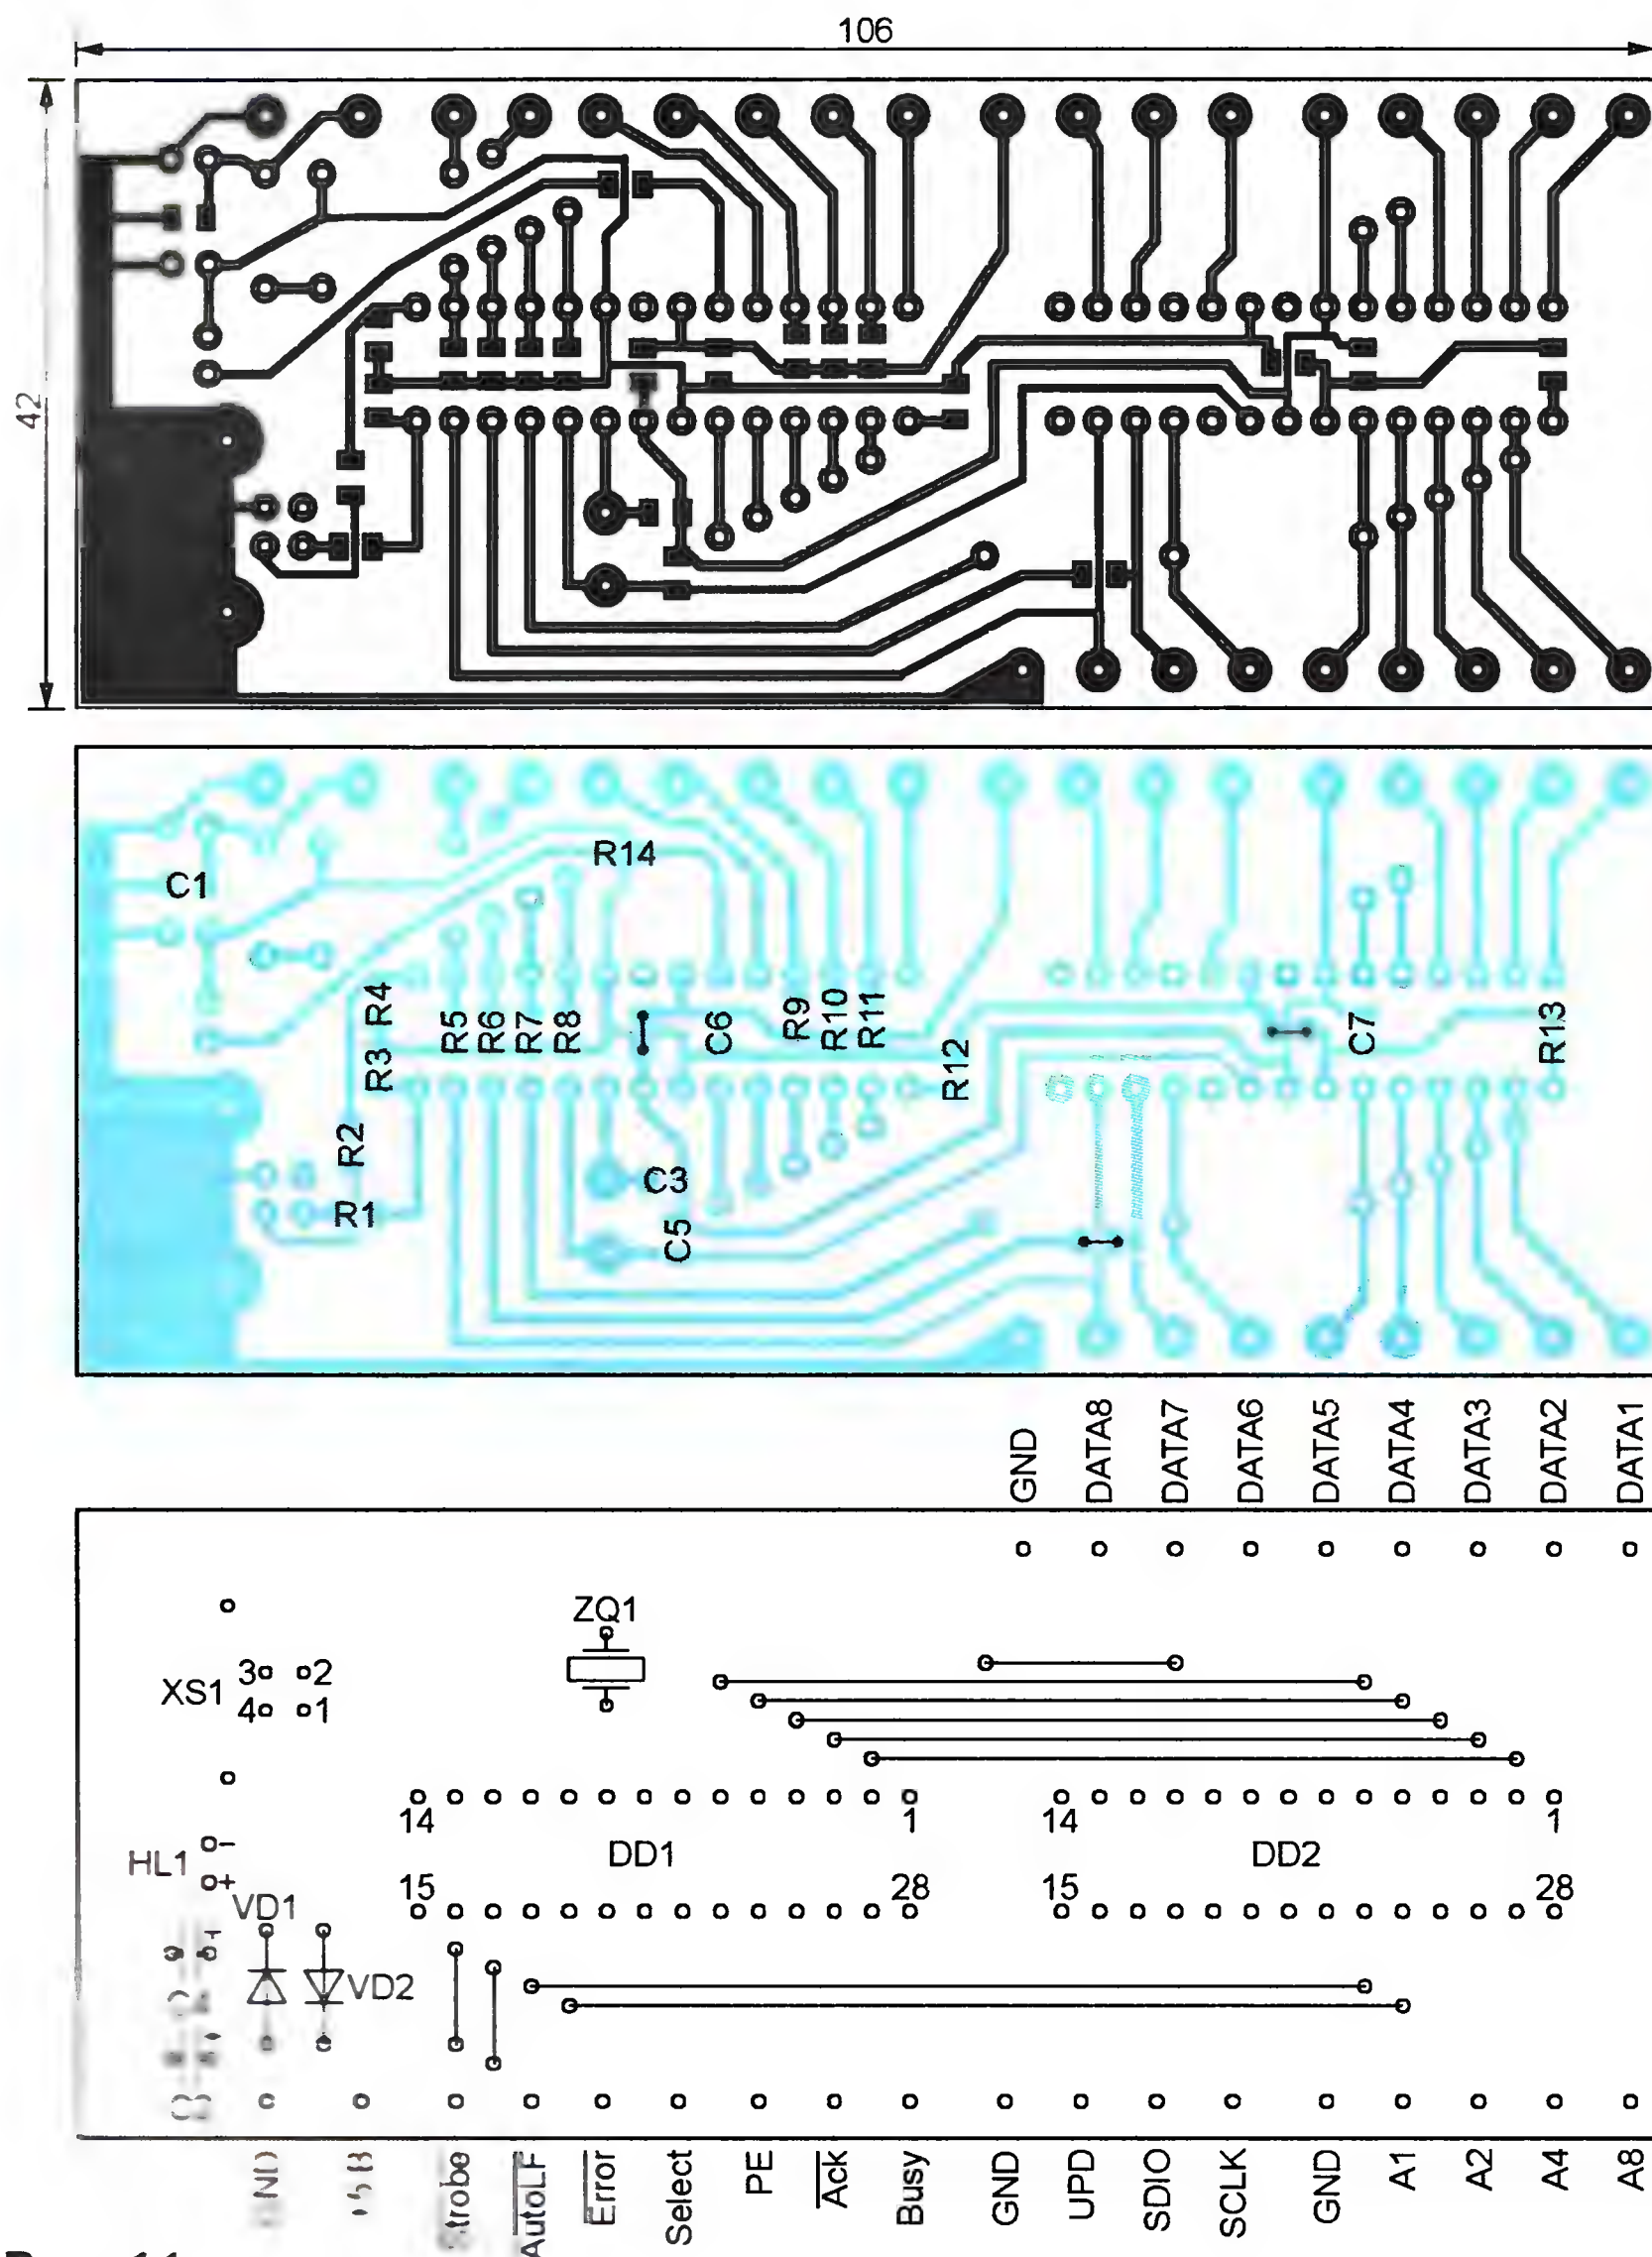 106
42
R14
C1
R4
R3
R5
R6
R7
R8
C6
R9
R10
R11
R12
C7
R13
R2
R1
C3
C5
GND
DATA8
DATA7
DATA6
DATA5
DATA4
DATA3
DATA2
DATA1
ZQ1
XS1
3 2
4 1
14 1
14 1
DD1
DD2
HL1
-
+
15 28
15 28
VD1
+
VD2
Strobe
AutoLF
Error
Select
PE
Ack
Busy
GND
UPD
SDIO
SCLK
GND
A1
A2
A4
A8